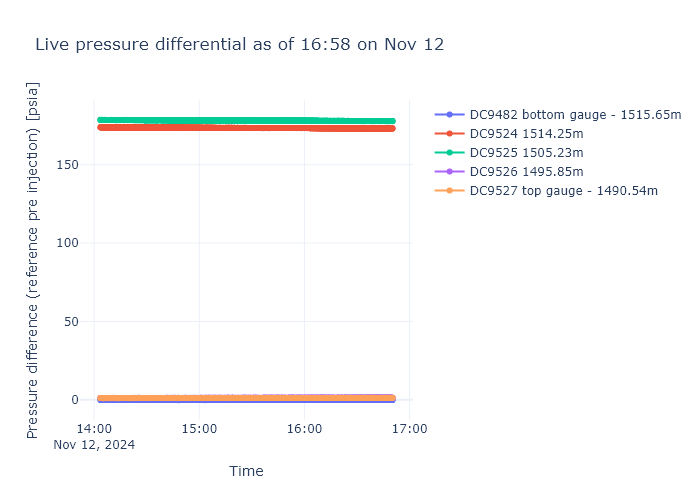 Live pressure differential as of 16:58 on Nov 12
Pressure difference (reference pre injection) [psia]
150
100
50
0
14:00
Nov 12, 2024
15:00
16:00
17:00
Time
DC9482 bottom gauge - 1515.65m
DC9524 1514.25m
DC9525 1505.23m
DC9526 1495.85m
DC9527 top gauge - 1490.54m